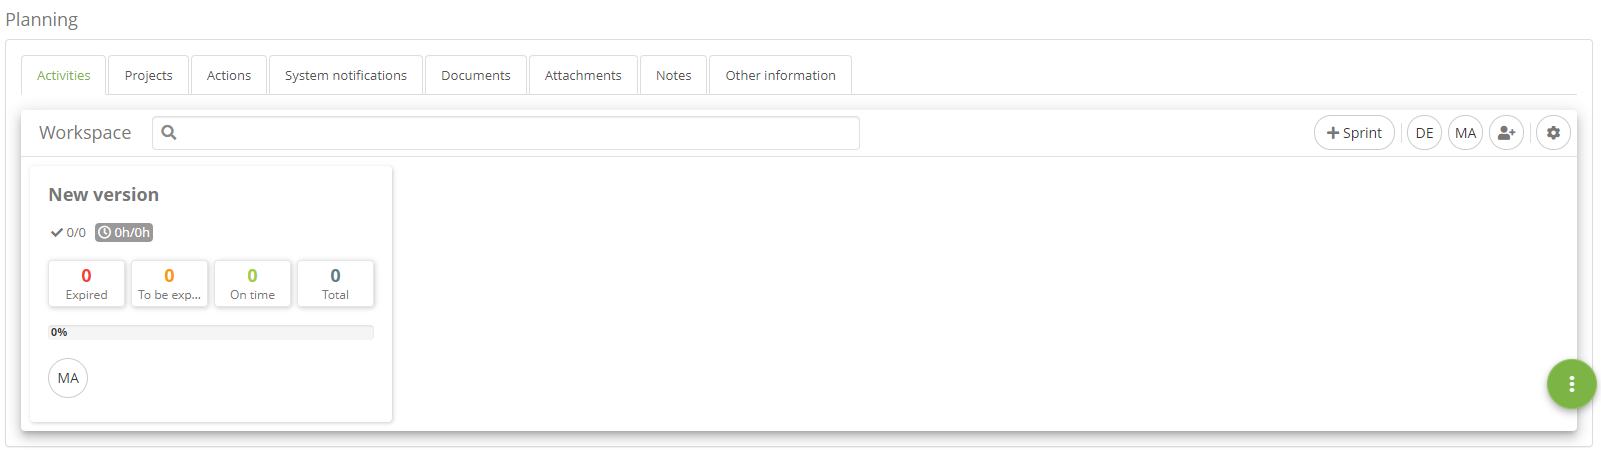 Planning
Activities Projects Actions System notifications Documents Attachments Notes Other information
Workspace Sprint DE MA
New version
0/0 0h/0h
0 0 0 0
Expired To be exp... On time Total
0%
MA